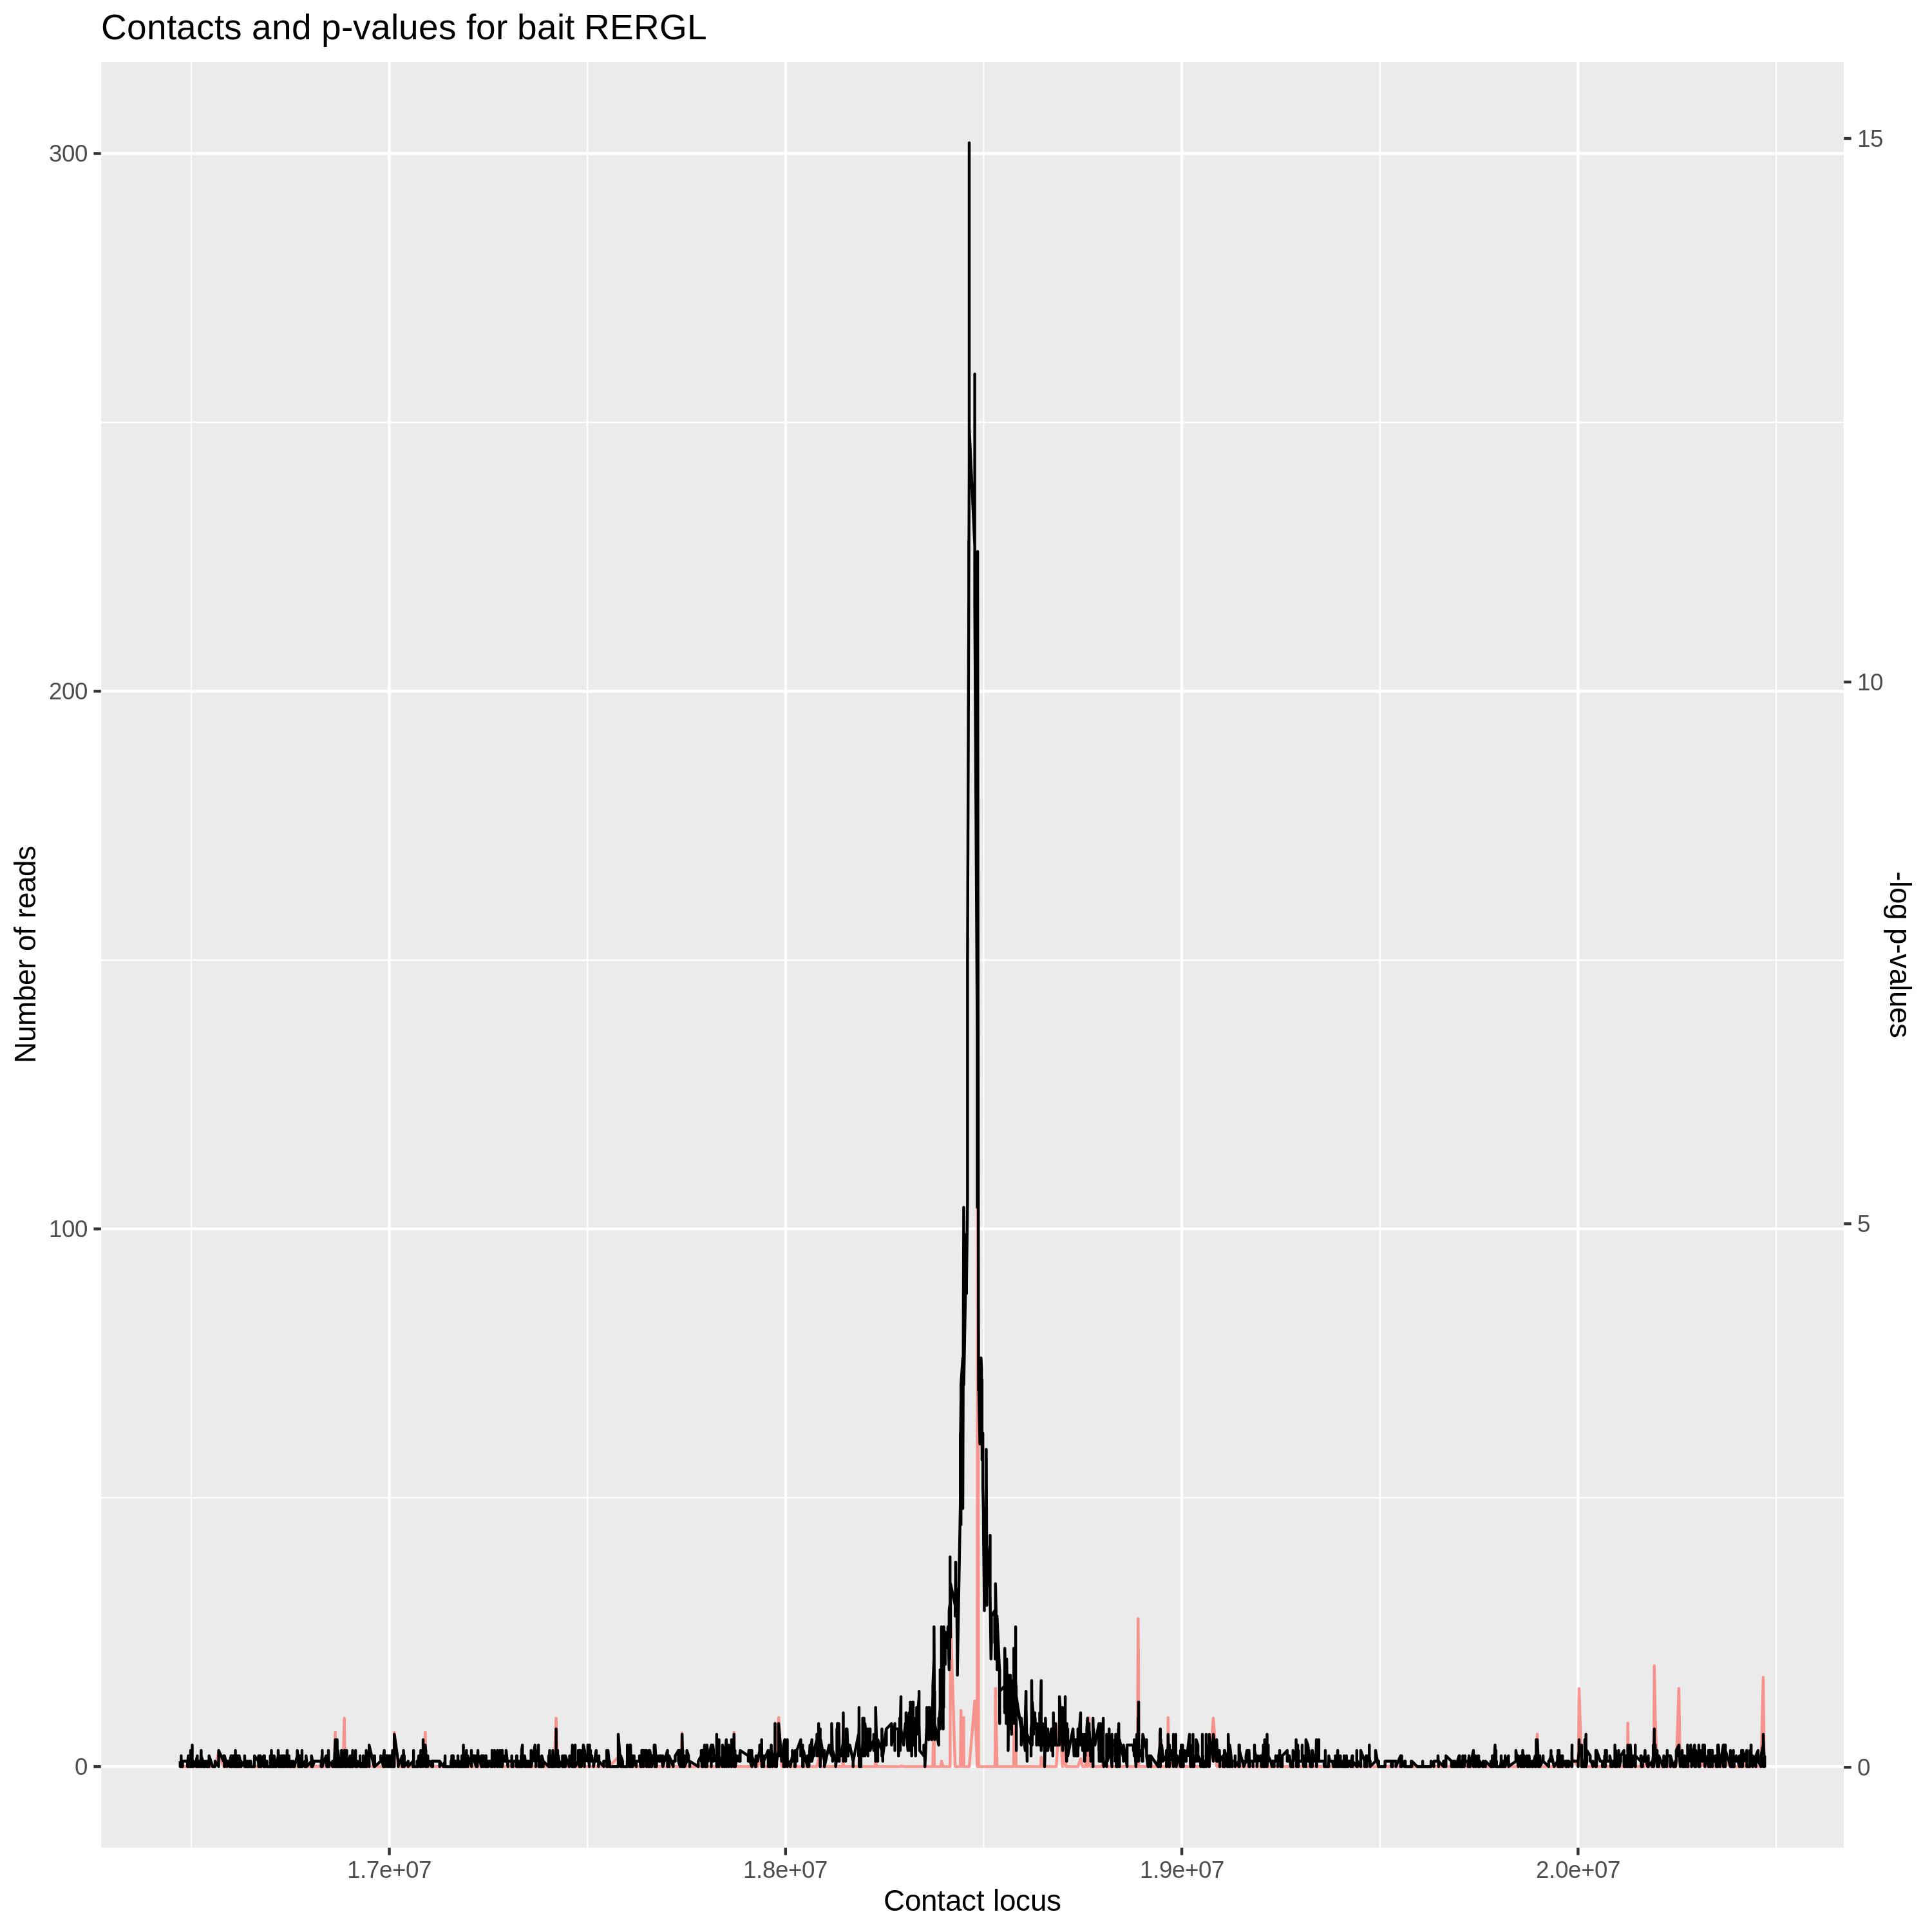 Contacts and p-values for bait RERGL
300
200
100
0
Number of reads
15
10
5
0
-log p-values
1.7e+07
1.8e+07
1.9e+07
2.0e+07
Contact locus